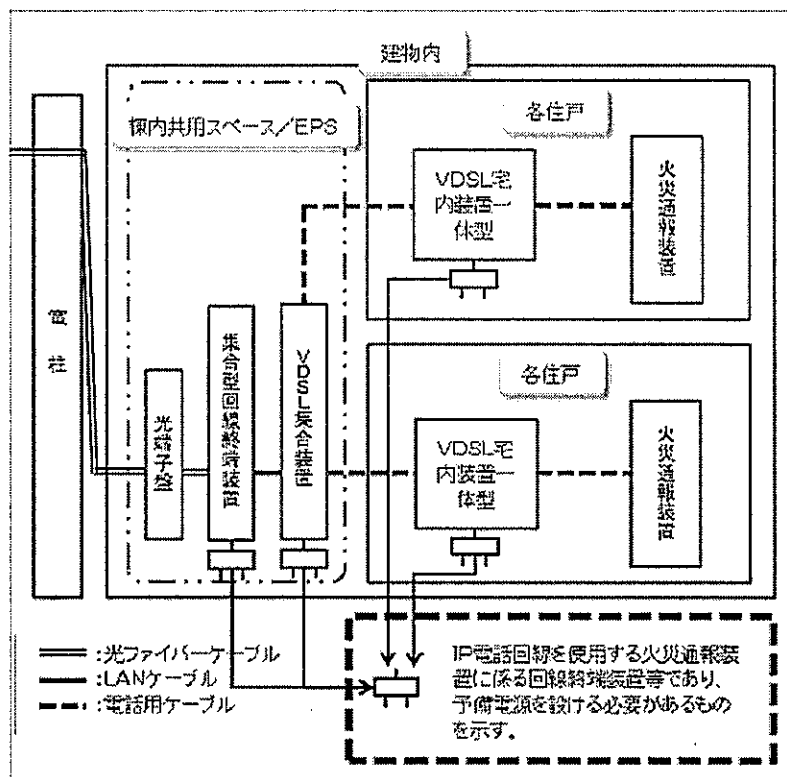 建物内
棟内共用スペース/EPS
各住戸
VDSL宅
内装置一
体型
火災通報装置
電柱
光端子盤
集合型回線終端装置
VDSL集合装置
各住戸
VDSL宅
内装置一
体型
火災通報装置
:光ファイバーケーブル
:LANケーブル
:電話用ケーブル
IP電話回線を使用する火災通報装
置に係る回線終端装置等であり、
予備電源を設ける必要があるもの
を示す。